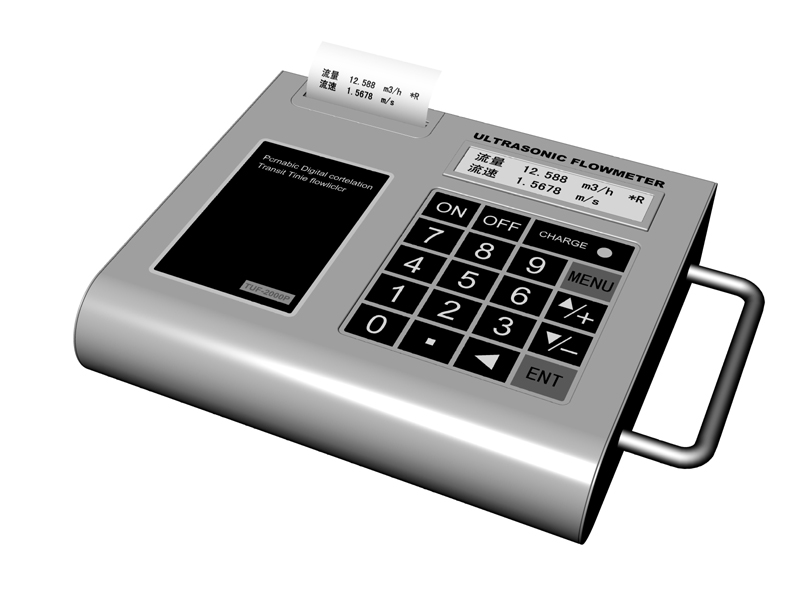 流量 12.588 m3/h *R
流速 1.5678 m/s
ULTRASONIC FLOWMETER
流量 12.588 m3/h *R
流速 1.5678 m/s
Pcrnabic Digital cortelation
Transit Tinie flowliclcr
TUF-2000P
ON OFF CHARGE
7 8 9 MENU
4 5 6 ▲/+
1 2 3 ▼/−
0 . ◀ ENT